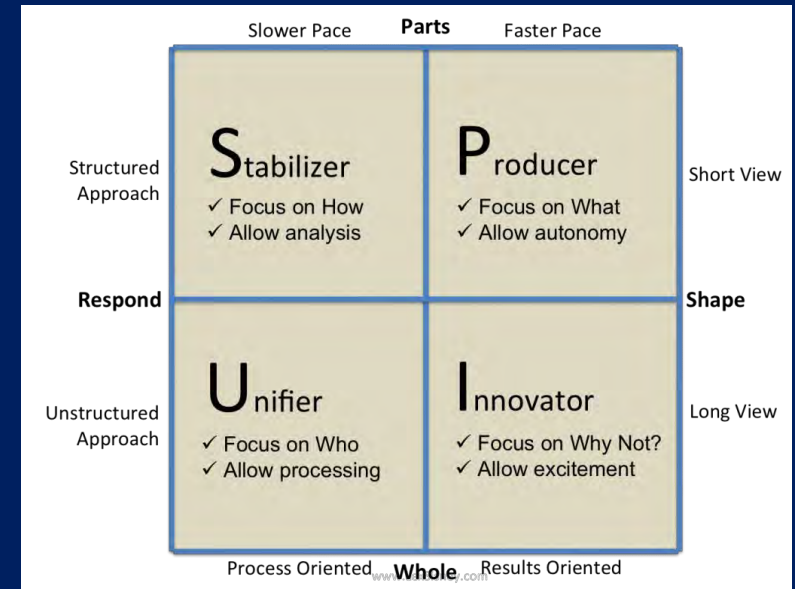 Slower Pace Parts Faster Pace
Structured
Approach
Stabilizer
✓ Focus on How
✓ Allow analysis
Producer
✓ Focus on What
✓ Allow autonomy
Short View
Respond
Shape
Unstructured
Approach
Unifier
✓ Focus on Who
✓ Allow processing
Innovator
✓ Focus on Why Not?
✓ Allow excitement
Long View
Process Oriented Whole Results Oriented